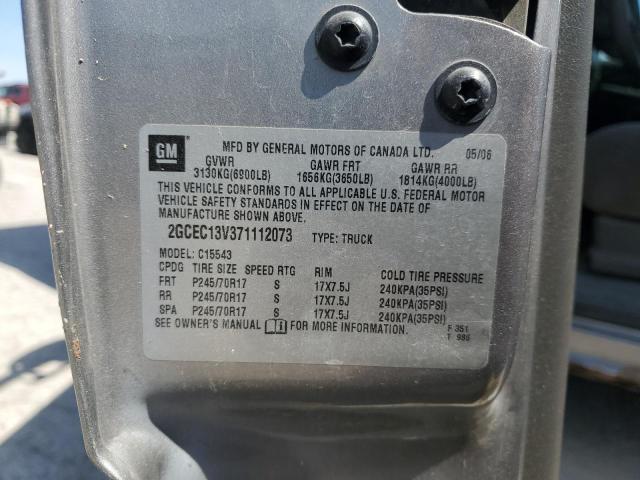 GM
MFD BY GENERAL MOTORS OF CANADA LTD. 05/06
GVWR GAWR FRT GAWR RR
3130KG(6900LB) 1656KG(3650LB) 1814KG(4000LB)
THIS VEHICLE CONFORMS TO ALL APPLICABLE U.S. FEDERAL MOTOR
VEHICLE SAFETY STANDARDS IN EFFECT ON THE DATE OF
MANUFACTURE SHOWN ABOVE.
2GCEC13V371112073 TYPE: TRUCK
MODEL: C15543
CPDG TIRE SIZE SPEED RTG RIM COLD TIRE PRESSURE
FRT P245/70R17 S 17X7.5J 240KPA(35PSI)
RR P245/70R17 S 17X7.5J 240KPA(35PSI)
SPA P245/70R17 S 17X7.5J 240KPA(35PSI)
SEE OWNER'S MANUAL FOR MORE INFORMATION.
F 351
T 986